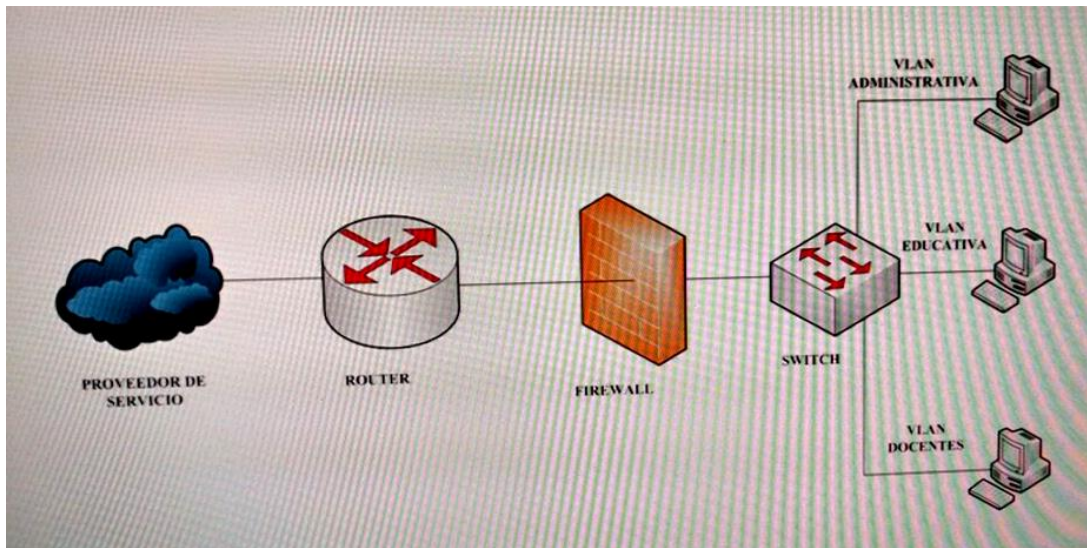 VLAN
ADMINISTRATIVA
VLAN
EDUCATIVA
PROVEEDOR DE
SERVICIO
ROUTER
FIREWALL
SWITCH
VLAN
DOCENTES